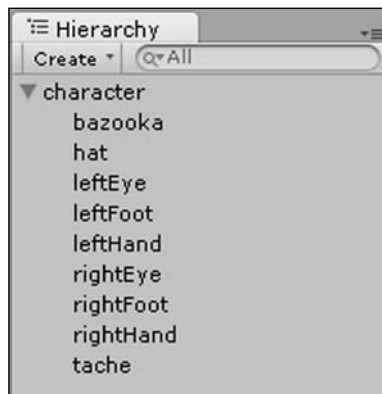 Hierarchy
Create All
character
bazooka
hat
leftEye
leftFoot
leftHand
rightEye
rightFoot
rightHand
tache